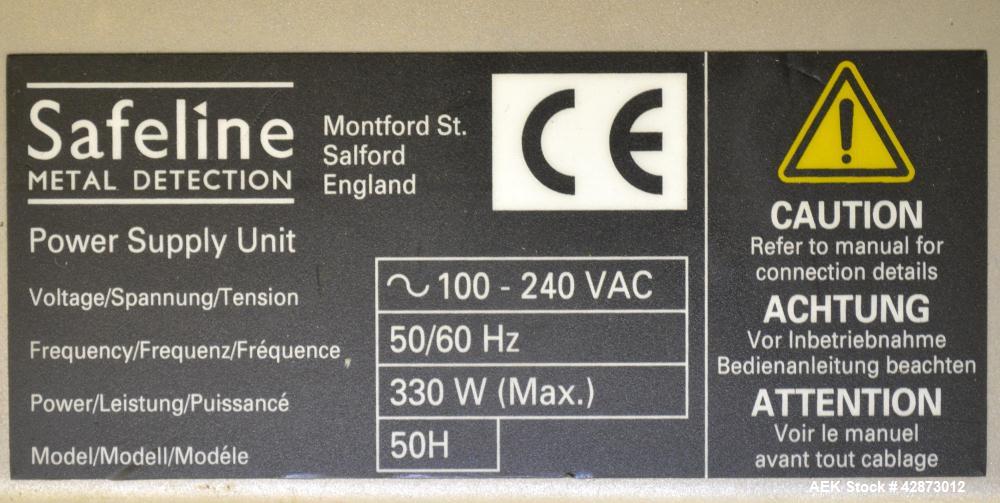 Safeline
METAL DETECTION
Montford St.
Salford
England
CE
Power Supply Unit
Voltage/Spannung/Tension
~ 100 - 240 VAC
Frequency/Frequenz/Fréquence
50/60 Hz
Power/Leistung/Puissancé
330 W (Max.)
Model/Modell/Modéle
50H
!
CAUTION
Refer to manual for
connection details
ACHTUNG
Vor Inbetriebnahme
Bedienanleitung beachten
ATTENTION
Voir le manuel
avant tout cablage
AEK Stock # 42873012